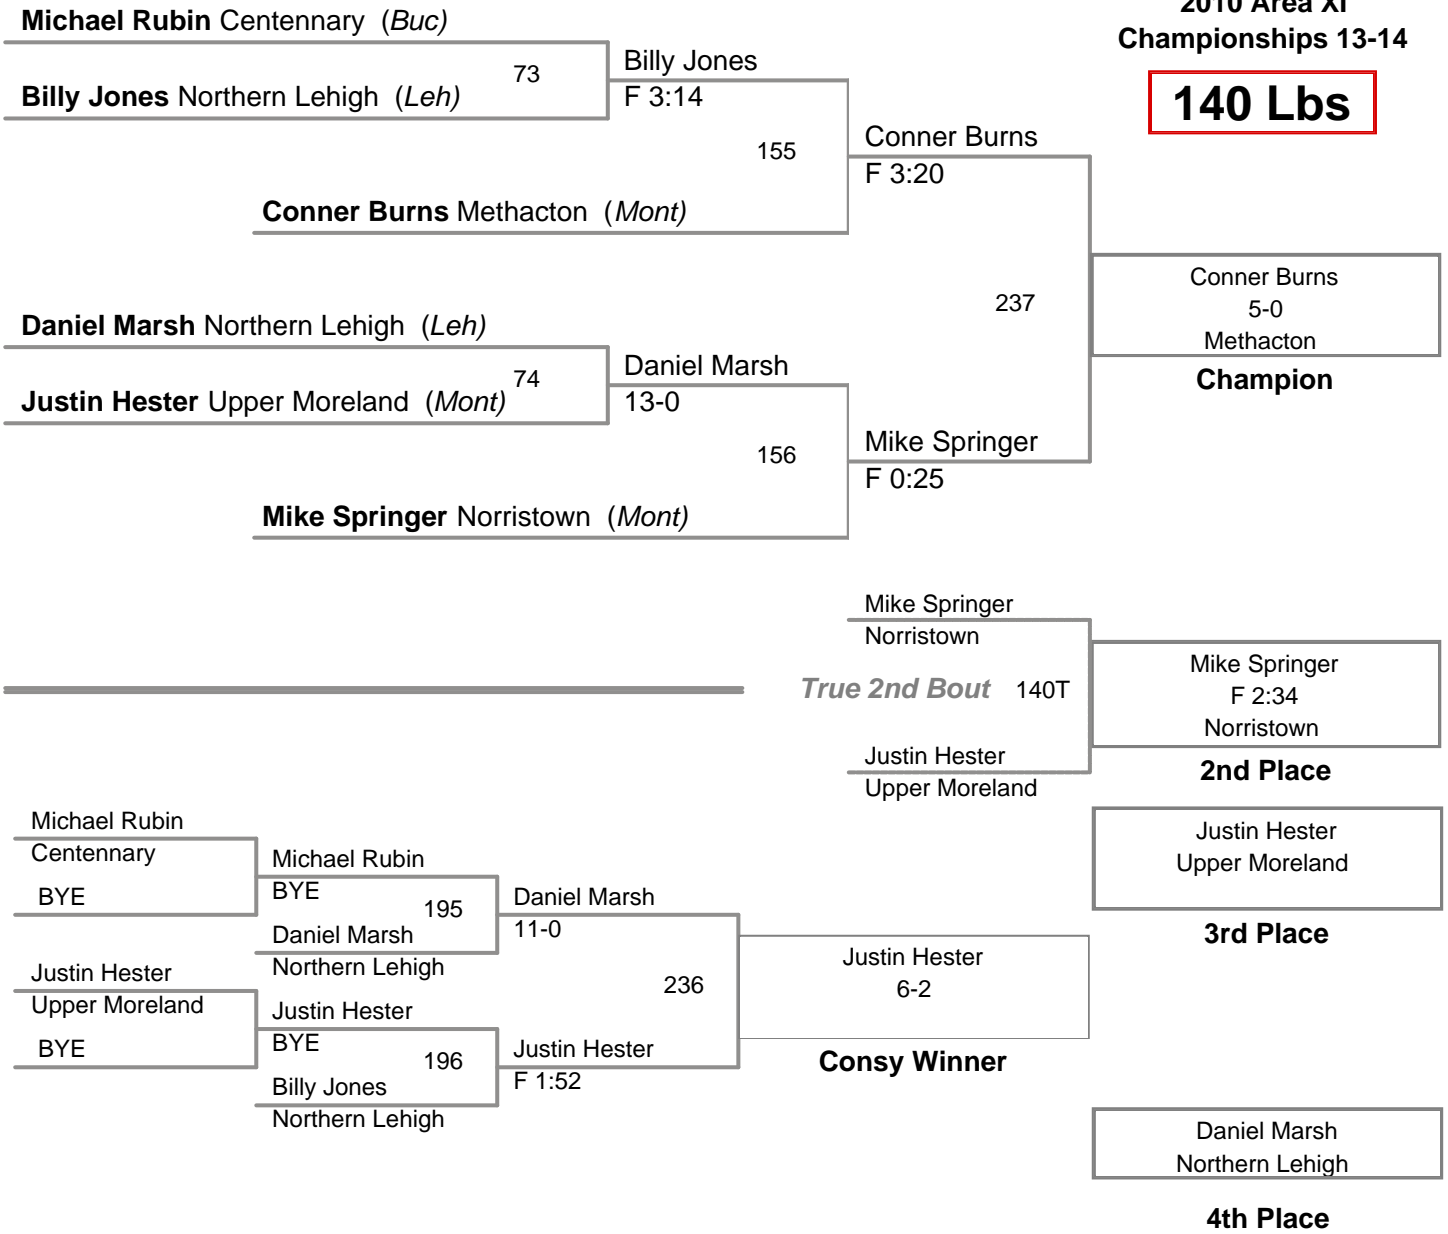 2010 Area XI
Championships 13-14
140 Lbs
Michael Rubin Centennary (Buc)
73
Billy Jones Northern Lehigh (Leh)
Billy Jones
F 3:14
155
Conner Burns Methacton (Mont)
Conner Burns
F 3:20
Daniel Marsh Northern Lehigh (Leh)
74
Justin Hester Upper Moreland (Mont)
Daniel Marsh
13-0
156
Mike Springer Norristown (Mont)
Mike Springer
F 0:25
237
Conner Burns
5-0
Methacton
Champion
Mike Springer
Norristown
True 2nd Bout 140T
Justin Hester
Upper Moreland
Mike Springer
F 2:34
Norristown
2nd Place
Michael Rubin
Centennary
BYE
Michael Rubin
BYE
195
Daniel Marsh
Northern Lehigh
Daniel Marsh
11-0
Justin Hester
Upper Moreland
BYE
Justin Hester
BYE
196
Billy Jones
Northern Lehigh
Justin Hester
F 1:52
236
Justin Hester
6-2
Consy Winner
Justin Hester
Upper Moreland
3rd Place
Daniel Marsh
Northern Lehigh
4th Place